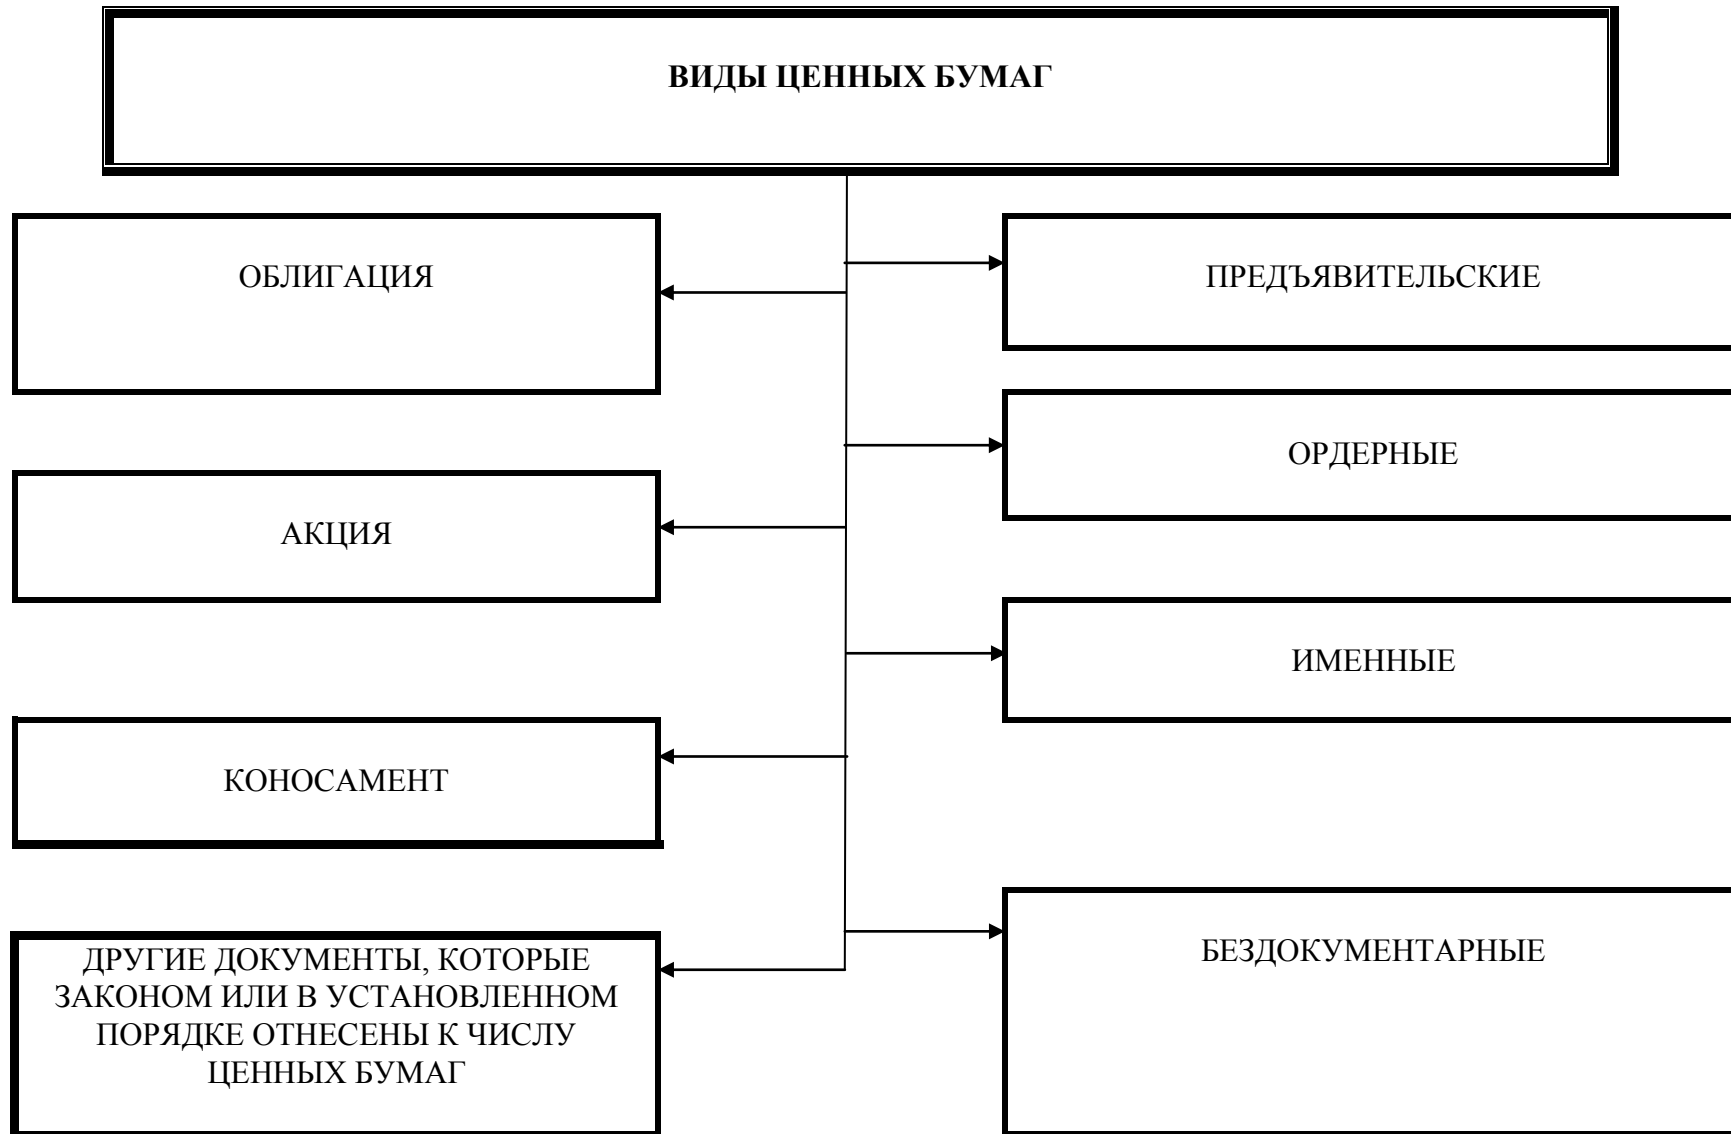 ВИДЫ ЦЕННЫХ БУМАГ
ОБЛИГАЦИЯ
ПРЕДЪЯВИТЕЛЬСКИЕ
ОРДЕРНЫЕ
АКЦИЯ
ИМЕННЫЕ
КОНОСАМЕНТ
БЕЗДОКУМЕНТАРНЫЕ
ДРУГИЕ ДОКУМЕНТЫ, КОТОРЫЕ
ЗАКОНОМ ИЛИ В УСТАНОВЛЕННОМ
ПОРЯДКЕ ОТНЕСЕНЫ К ЧИСЛУ
ЦЕННЫХ БУМАГ